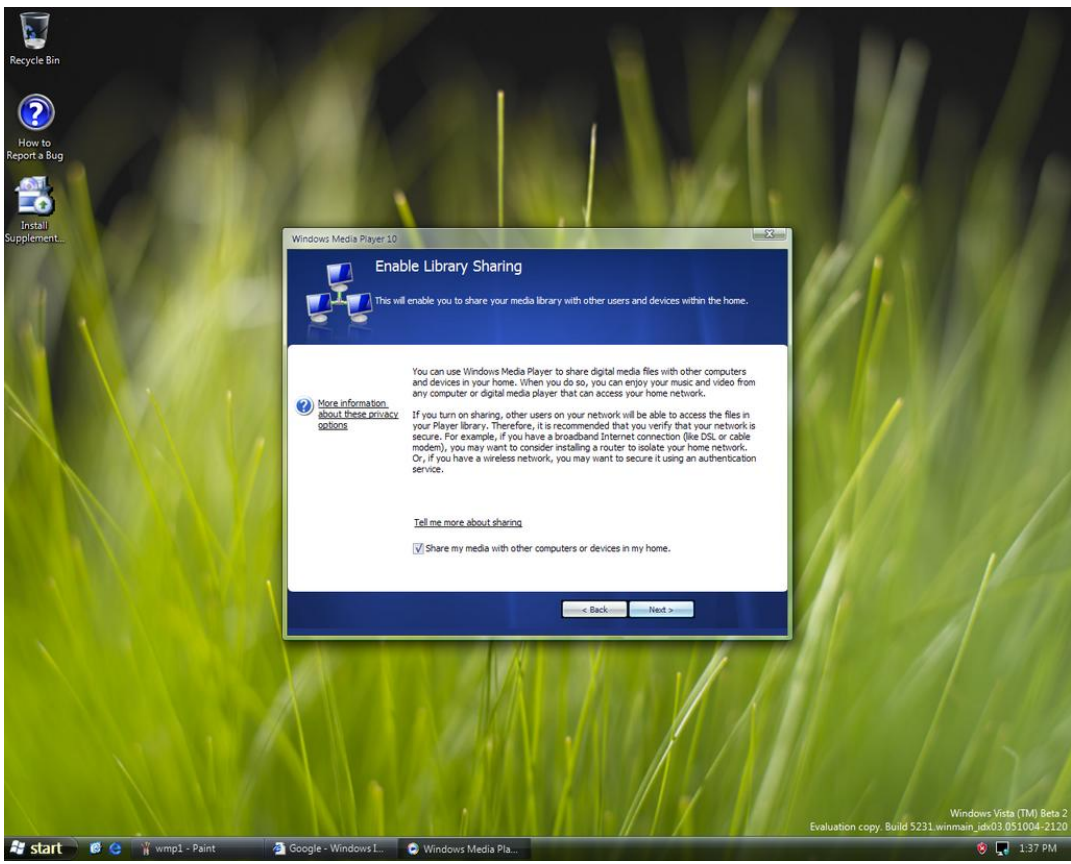 Recycle Bin
How to
Report a Bug
Install
Supplement...
Windows Media Player 10
Enable Library Sharing
This will enable you to share your media library with other users and devices within the home.
More information
about these privacy
options
You can use Windows Media Player to share digital media files with other computers
and devices in your home. When you do so, you can enjoy your music and video from
any computer or digital media player that can access your home network.
If you turn on sharing, other users on your network will be able to access the files in
your Player library. Therefore, it is recommended that you verify that your network is
secure. For example, if you have a broadband Internet connection (like DSL or cable
modem), you may want to consider installing a router to isolate your home network.
Or, if you have a wireless network, you may want to secure it using an authentication
service.
Tell me more about sharing
Share my media with other computers or devices in my home.
< Back
Next >
Windows Vista (TM) Beta 2
Evaluation copy. Build 5231.winmain_idx03.051004-2120
start
wmp1 - Paint
Google - Windows I...
Windows Media Pla...
1:37 PM